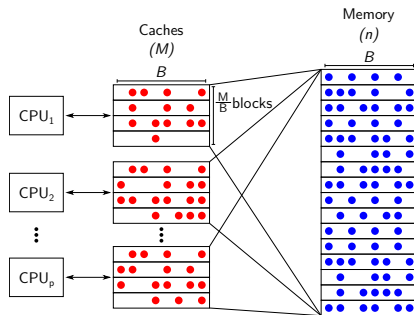 Caches
(M)
B
Memory
(n)
B
CPU1
M/B blocks
CPU2
CPUp